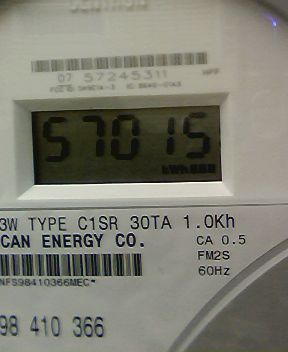 07 57245311
57015
kWh
3W TYPE C1SR 30TA 1.0Kh
CAN ENERGY CO.
CA 0.5
FM2S
60Hz
NFS98410366MEC*
98 410 366